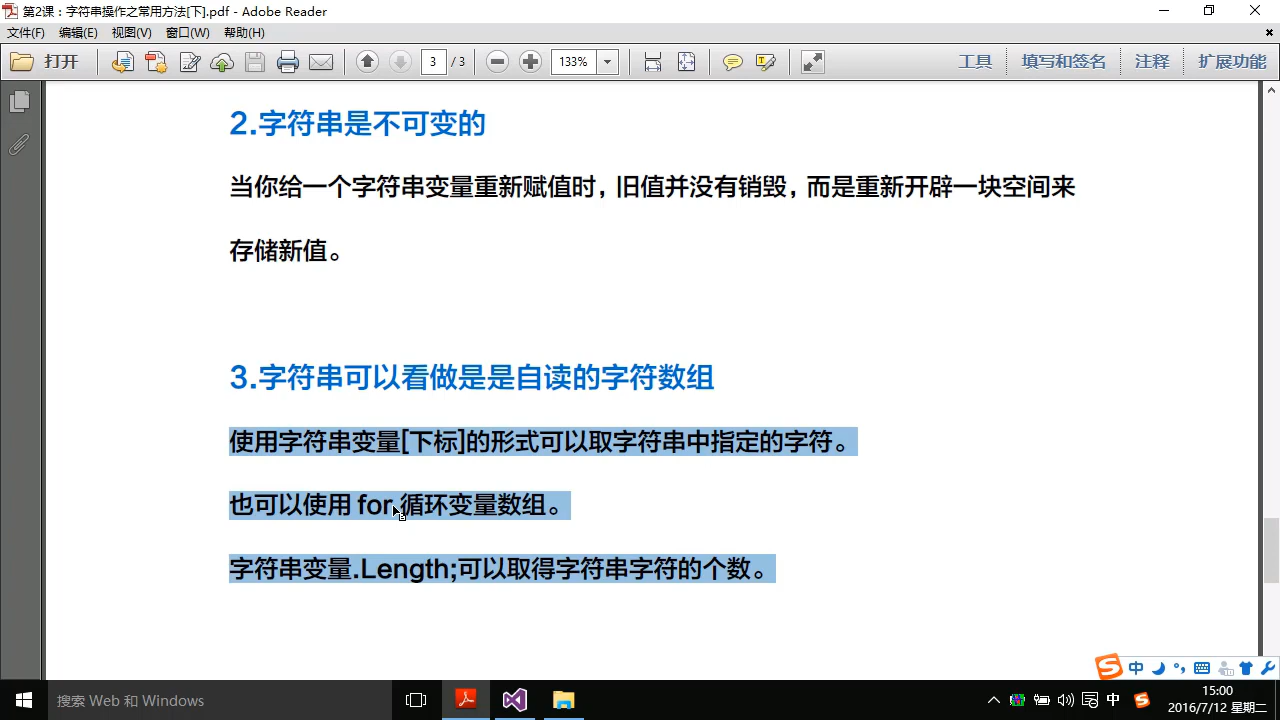 第2课：字符串操作之常用方法[下].pdf - Adobe Reader
文件(F) 编辑(E) 视图(V) 窗口(W) 帮助(H)
打开 3 / 3 133% 工具 填写和签名 注释 扩展功能
2.字符串是不可变的
当你给一个字符串变量重新赋值时，旧值并没有销毁，而是重新开辟一块空间来
存储新值。
3.字符串可以看做是是自读的字符数组
使用字符串变量[下标]的形式可以取字符串中指定的字符。
也可以使用 for 循环变量数组。
字符串变量.Length;可以取得字符串字符的个数。
中
搜索 Web 和 Windows
中
15:00
2016/7/12 星期二